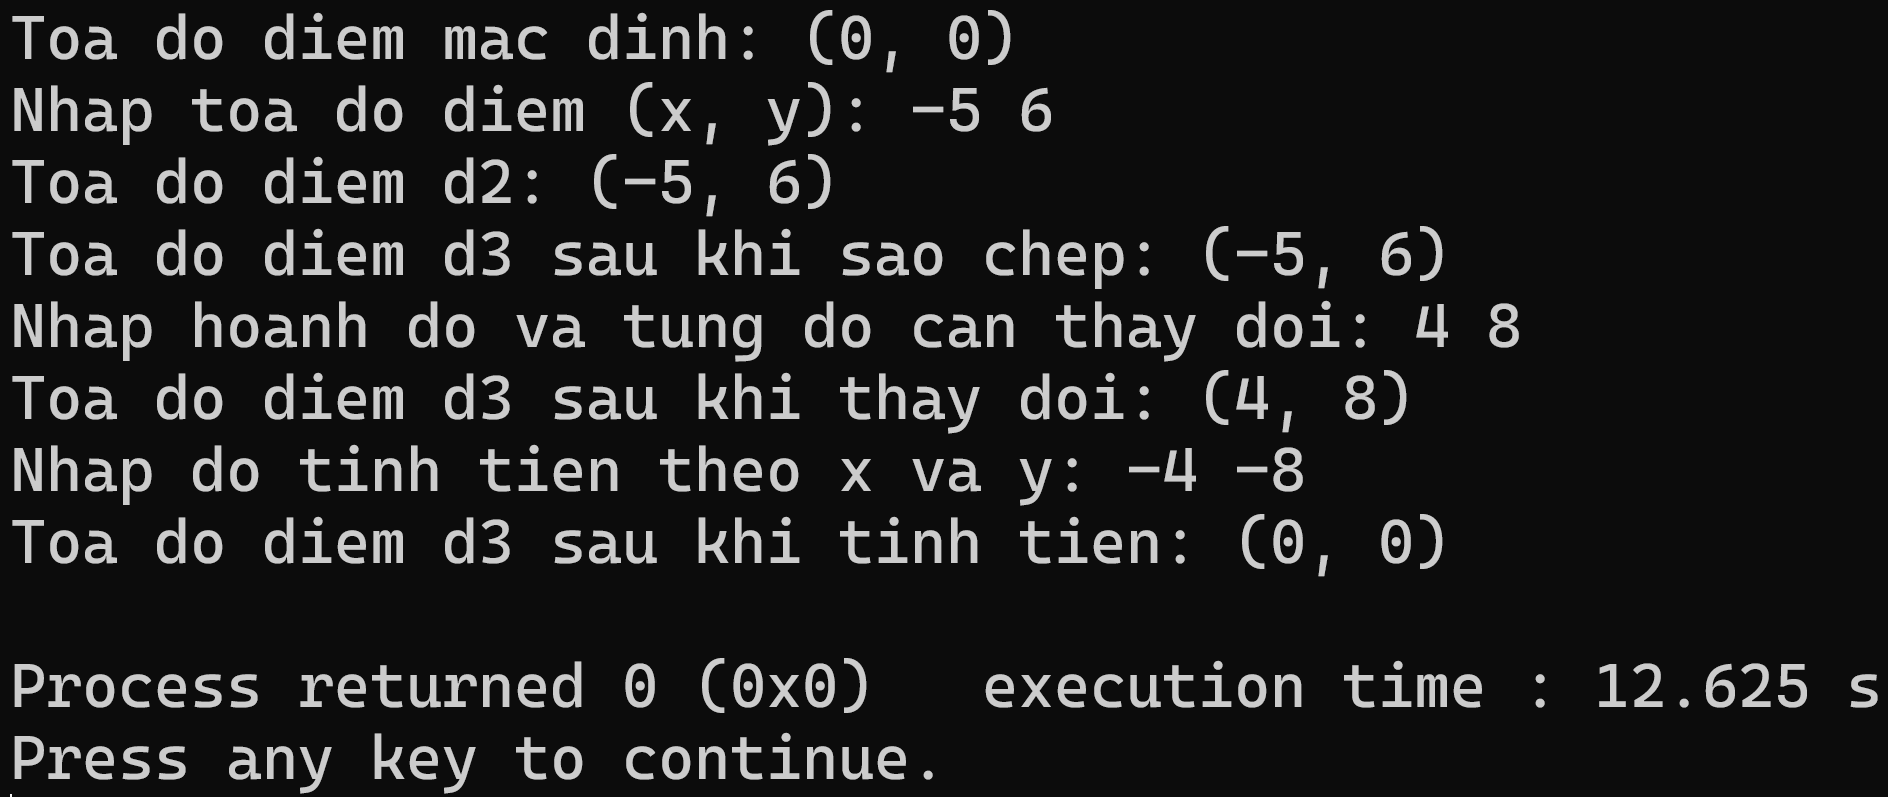 Toa do diem mac dinh: (0, 0)
Nhap toa do diem (x, y): -5 6
Toa do diem d2: (-5, 6)
Toa do diem d3 sau khi sao chep: (-5, 6)
Nhap hoanh do va tung do can thay doi: 4 8
Toa do diem d3 sau khi thay doi: (4, 8)
Nhap do tinh tien theo x va y: -4 -8
Toa do diem d3 sau khi tinh tien: (0, 0)
Process returned 0 (0x0)   execution time : 12.625 s
Press any key to continue.